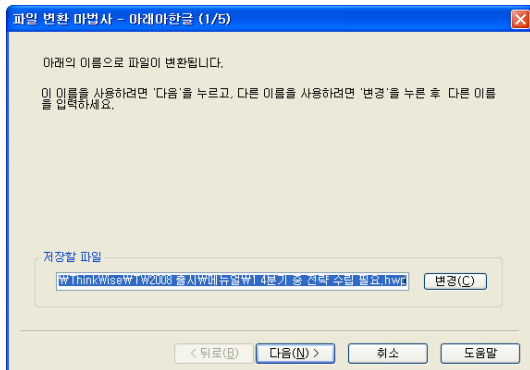 파일 변환 마법사 - 아래아한글 (1/5)
아래의 이름으로 파일이 변환됩니다.
이 이름을 사용하려면 '다음'을 누르고, 다른 이름을 사용하려면 '변경'을 누른 후 다른 이름
을 입력하세요.
저장할 파일
₩ThinkWise₩TW2008 출시₩메뉴얼₩1 4분기 중 전략 수립 필요.hwp
변경(C)
< 뒤로(B)
다음(N) >
취소
도움말